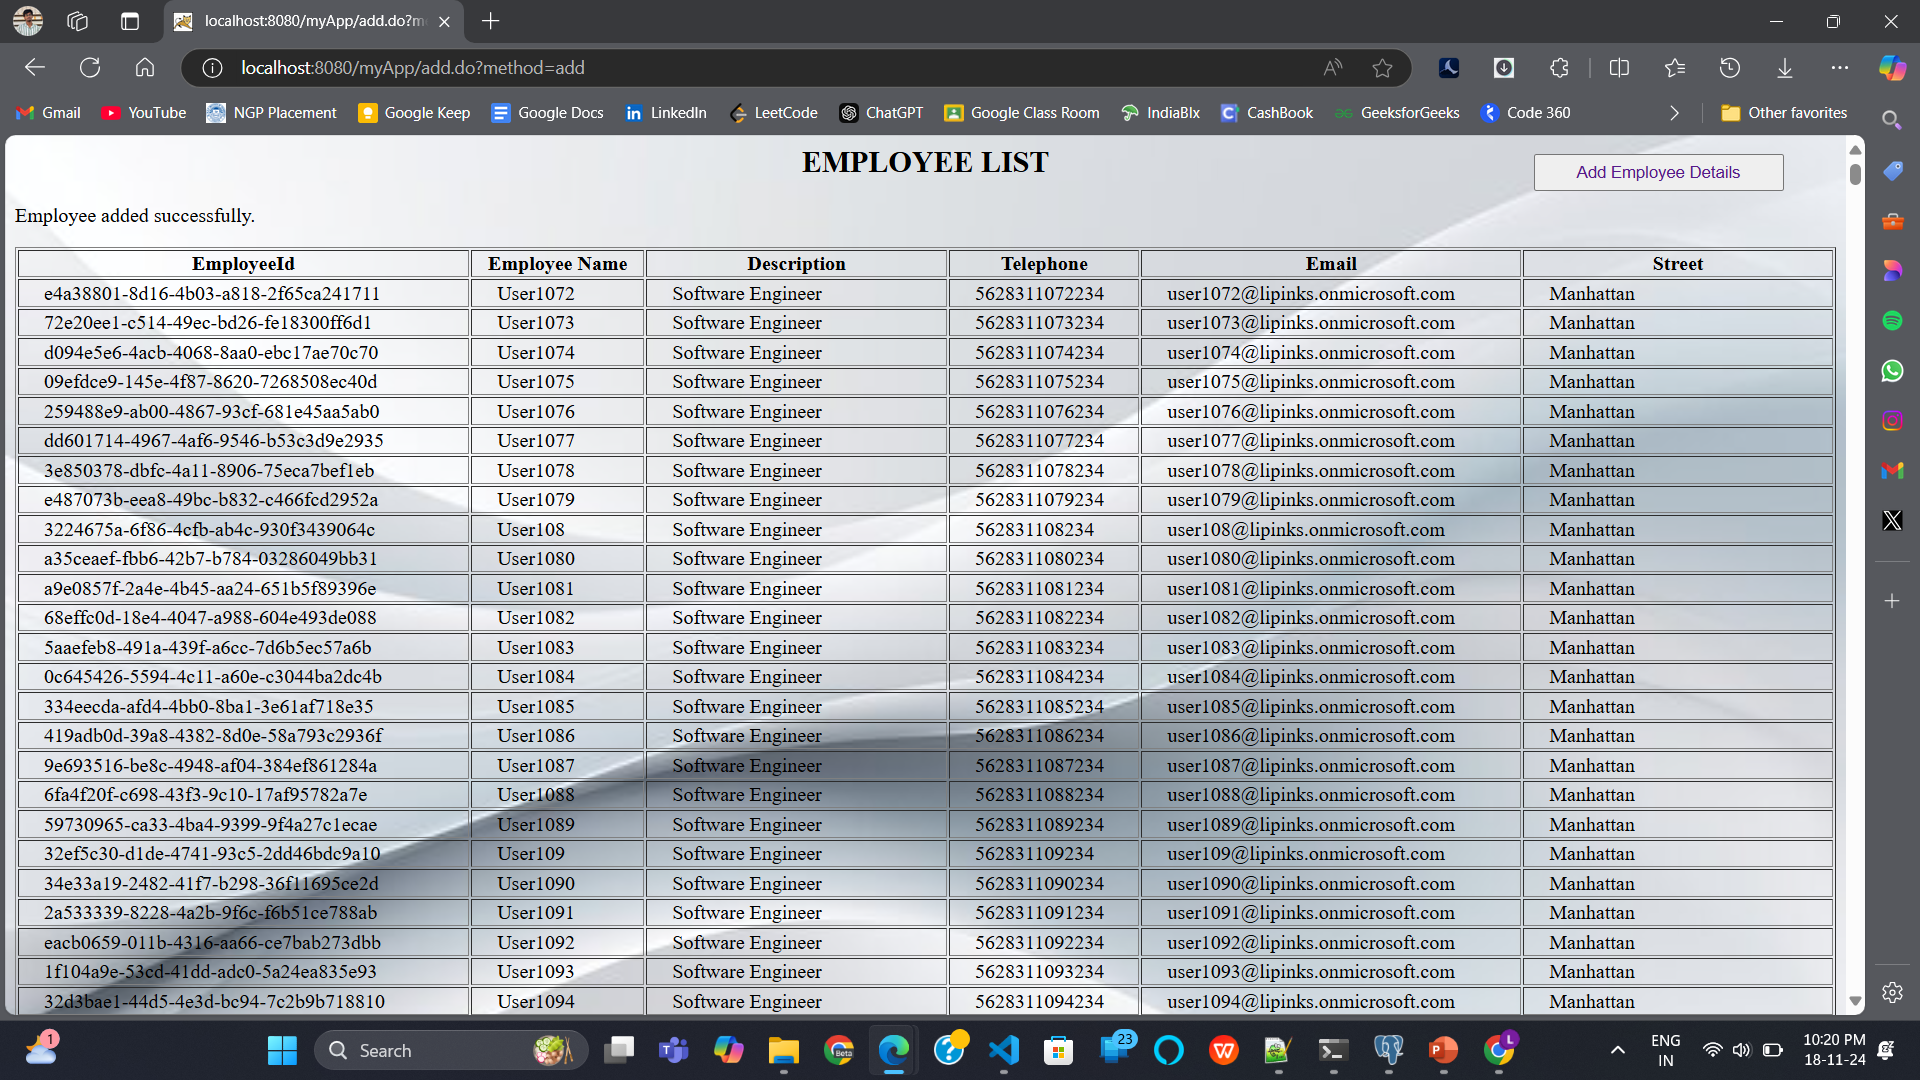 localhost:8080/myApp/add.do?m
localhost:8080/myApp/add.do?method=add
Gmail YouTube NGP Placement Google Keep Google Docs LinkedIn LeetCode ChatGPT Google Class Room IndiaBIx CashBook GeeksforGeeks Code 360 Other favorites
EMPLOYEE LIST
Add Employee Details
Employee added successfully.
EmployeeId Employee Name Description Telephone Email Street
e4a38801-8d16-4b03-a818-2f65ca241711 User1072 Software Engineer 5628311072234 user1072@lipinks.onmicrosoft.com Manhattan
72e20ee1-c514-49ec-bd26-fe18300ff6d1 User1073 Software Engineer 5628311073234 user1073@lipinks.onmicrosoft.com Manhattan
d094e5e6-4acb-4068-8aa0-ebc17ae70c70 User1074 Software Engineer 5628311074234 user1074@lipinks.onmicrosoft.com Manhattan
09efdce9-145e-4f87-8620-7268508ec40d User1075 Software Engineer 5628311075234 user1075@lipinks.onmicrosoft.com Manhattan
259488e9-ab00-4867-93cf-681e45aa5ab0 User1076 Software Engineer 5628311076234 user1076@lipinks.onmicrosoft.com Manhattan
dd601714-4967-4af6-9546-b53c3d9e2935 User1077 Software Engineer 5628311077234 user1077@lipinks.onmicrosoft.com Manhattan
3e850378-dbfc-4a11-8906-75eca7bef1eb User1078 Software Engineer 5628311078234 user1078@lipinks.onmicrosoft.com Manhattan
e487073b-eea8-49bc-b832-c466fcd2952a User1079 Software Engineer 5628311079234 user1079@lipinks.onmicrosoft.com Manhattan
3224675a-6f86-4cfb-ab4c-930f3439064c User108 Software Engineer 562831108234 user108@lipinks.onmicrosoft.com Manhattan
a35ceaef-fbb6-42b7-b784-03286049bb31 User1080 Software Engineer 5628311080234 user1080@lipinks.onmicrosoft.com Manhattan
a9e0857f-2a4e-4b45-aa24-651b5f89396e User1081 Software Engineer 5628311081234 user1081@lipinks.onmicrosoft.com Manhattan
68effc0d-18e4-4047-a988-604e493de088 User1082 Software Engineer 5628311082234 user1082@lipinks.onmicrosoft.com Manhattan
5aaefeb8-491a-439f-a6cc-7d6b5ec57a6b User1083 Software Engineer 5628311083234 user1083@lipinks.onmicrosoft.com Manhattan
0c645426-5594-4c11-a60e-c3044ba2dc4b User1084 Software Engineer 5628311084234 user1084@lipinks.onmicrosoft.com Manhattan
334eecda-afd4-4bb0-8ba1-3e61af718e35 User1085 Software Engineer 5628311085234 user1085@lipinks.onmicrosoft.com Manhattan
419adb0d-39a8-4382-8d0e-58a793c2936f User1086 Software Engineer 5628311086234 user1086@lipinks.onmicrosoft.com Manhattan
9e693516-be8c-4948-af04-384ef861284a User1087 Software Engineer 5628311087234 user1087@lipinks.onmicrosoft.com Manhattan
6fa4f20f-c698-43f3-9c10-17af95782a7e User1088 Software Engineer 5628311088234 user1088@lipinks.onmicrosoft.com Manhattan
59730965-ca33-4ba4-9399-9f4a27c1ecae User1089 Software Engineer 5628311089234 user1089@lipinks.onmicrosoft.com Manhattan
32ef5c30-d1de-4741-93c5-2dd46bdc9a10 User109 Software Engineer 562831109234 user109@lipinks.onmicrosoft.com Manhattan
34e33a19-2482-41f7-b298-36f11695ce2d User1090 Software Engineer 5628311090234 user1090@lipinks.onmicrosoft.com Manhattan
2a533339-8228-4a2b-9f6c-f6b51ce788ab User1091 Software Engineer 5628311091234 user1091@lipinks.onmicrosoft.com Manhattan
eacb0659-011b-4316-aa66-ce7bab273dbb User1092 Software Engineer 5628311092234 user1092@lipinks.onmicrosoft.com Manhattan
1f104a9e-53cd-41dd-adc0-5a24ea835e93 User1093 Software Engineer 5628311093234 user1093@lipinks.onmicrosoft.com Manhattan
32d3bae1-44d5-4e3d-bc94-7c2b9b718810 User1094 Software Engineer 5628311094234 user1094@lipinks.onmicrosoft.com Manhattan
1 Search Beta 23 L ENG 10:20 PM
IN 18-11-24